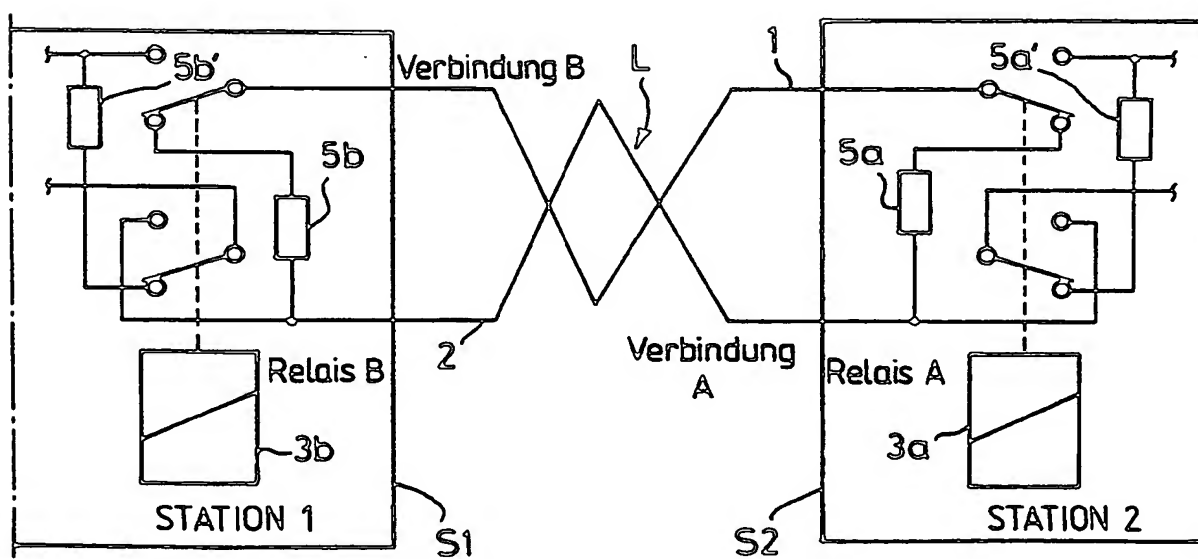 5b'
Verbindung B
L
1
5a'
5b
5a
2
Verbindung
A
Relais B
Relais A
3b
3a
STATION 1
S1
S2
STATION 2